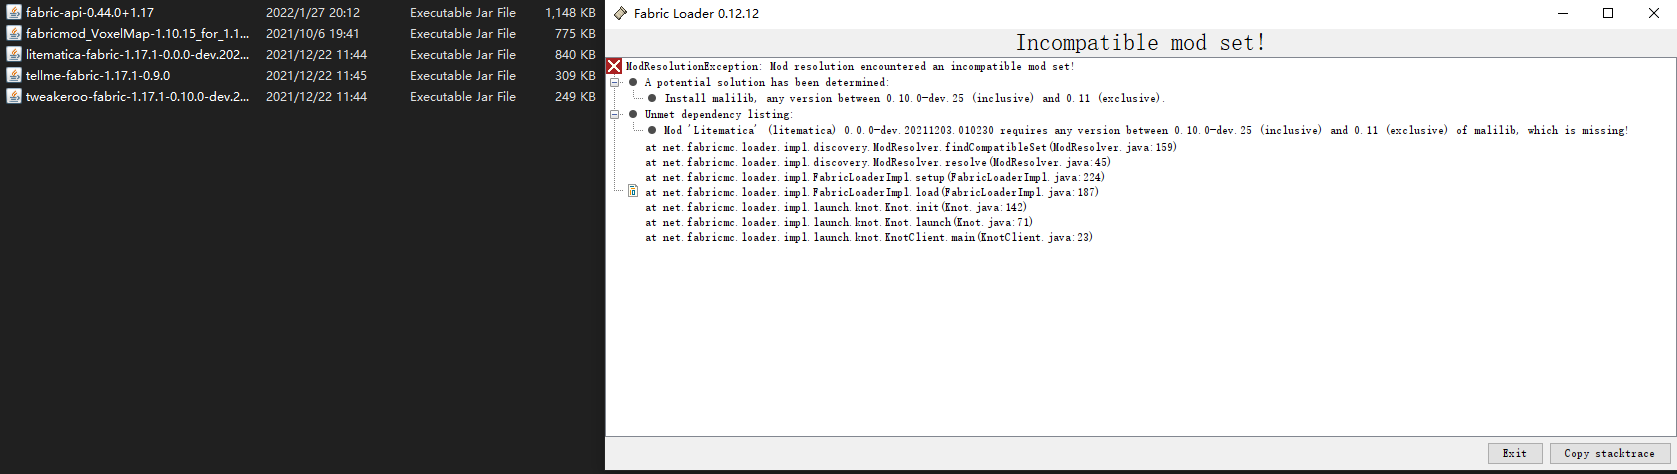 fabric-api-0.44.0+1.17 2022/1/27 20:12 Executable Jar File 1,148 KB
fabricmod_VoxelMap-1.10.15_for_1.1... 2021/10/6 19:41 Executable Jar File 775 KB
litematica-fabric-1.17.1-0.0.0-dev.202... 2021/12/22 11:44 Executable Jar File 840 KB
tellme-fabric-1.17.1-0.9.0 2021/12/22 11:45 Executable Jar File 309 KB
tweakeroo-fabric-1.17.1-0.10.0-dev.2... 2021/12/22 11:44 Executable Jar File 249 KB
Fabric Loader 0.12.12
Incompatible mod set!
ModResolutionException: Mod resolution encountered an incompatible mod set!
A potential solution has been determined:
Install malilib, any version between 0.10.0-dev.25 (inclusive) and 0.11 (exclusive).
Unmet dependency listing:
Mod 'Litematica' (litematica) 0.0.0-dev.20211203.010230 requires any version between 0.10.0-dev.25 (inclusive) and 0.11 (exclusive) of malilib, which is missing!
at net.fabricmc.loader.impl.discovery.ModResolver.findCompatibleSet(ModResolver.java:159)
at net.fabricmc.loader.impl.discovery.ModResolver.resolve(ModResolver.java:45)
at net.fabricmc.loader.impl.FabricLoaderImpl.setup(FabricLoaderImpl.java:224)
at net.fabricmc.loader.impl.FabricLoaderImpl.load(FabricLoaderImpl.java:187)
at net.fabricmc.loader.impl.launch.knot.Knot.init(Knot.java:142)
at net.fabricmc.loader.impl.launch.knot.Knot.launch(Knot.java:71)
at net.fabricmc.loader.impl.launch.knot.KnotClient.main(KnotClient.java:23)
Exit Copy stacktrace